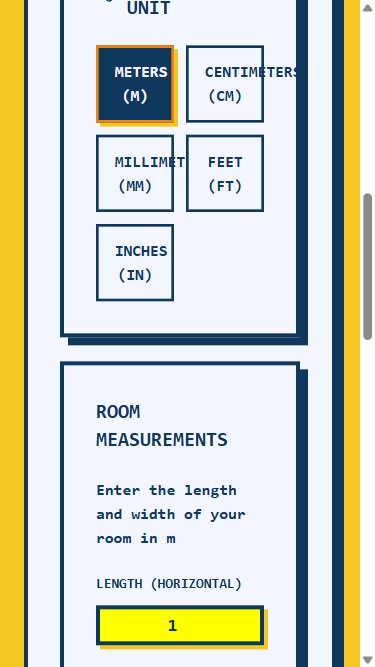 UNIT
METERS
(M)
CENTIMETERS
(CM)
MILLIMET
(MM)
FEET
(FT)
INCHES
(IN)
ROOM
MEASUREMENTS
Enter the length
and width of your
room in m
LENGTH (HORIZONTAL)
1